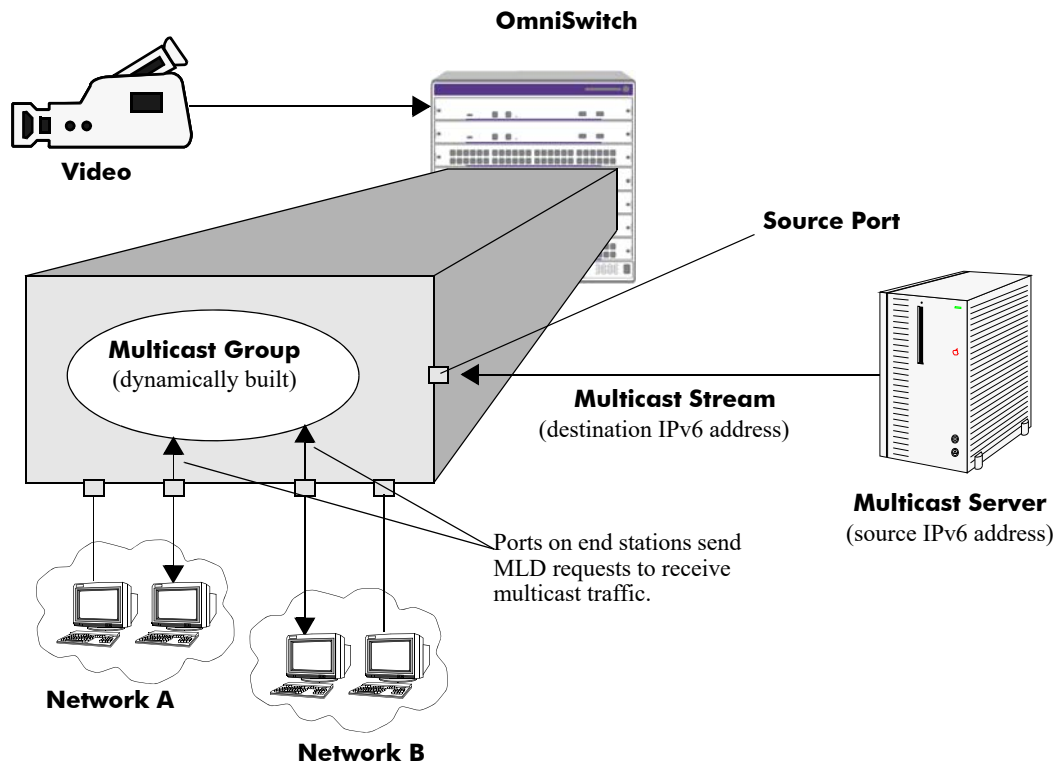 OmniSwitch
Video
Source Port
Multicast Group
(dynamically built)
Multicast Stream
(destination IPv6 address)
Multicast Server
(source IPv6 address)
Ports on end stations send
MLD requests to receive
multicast traffic.
Network A
Network B